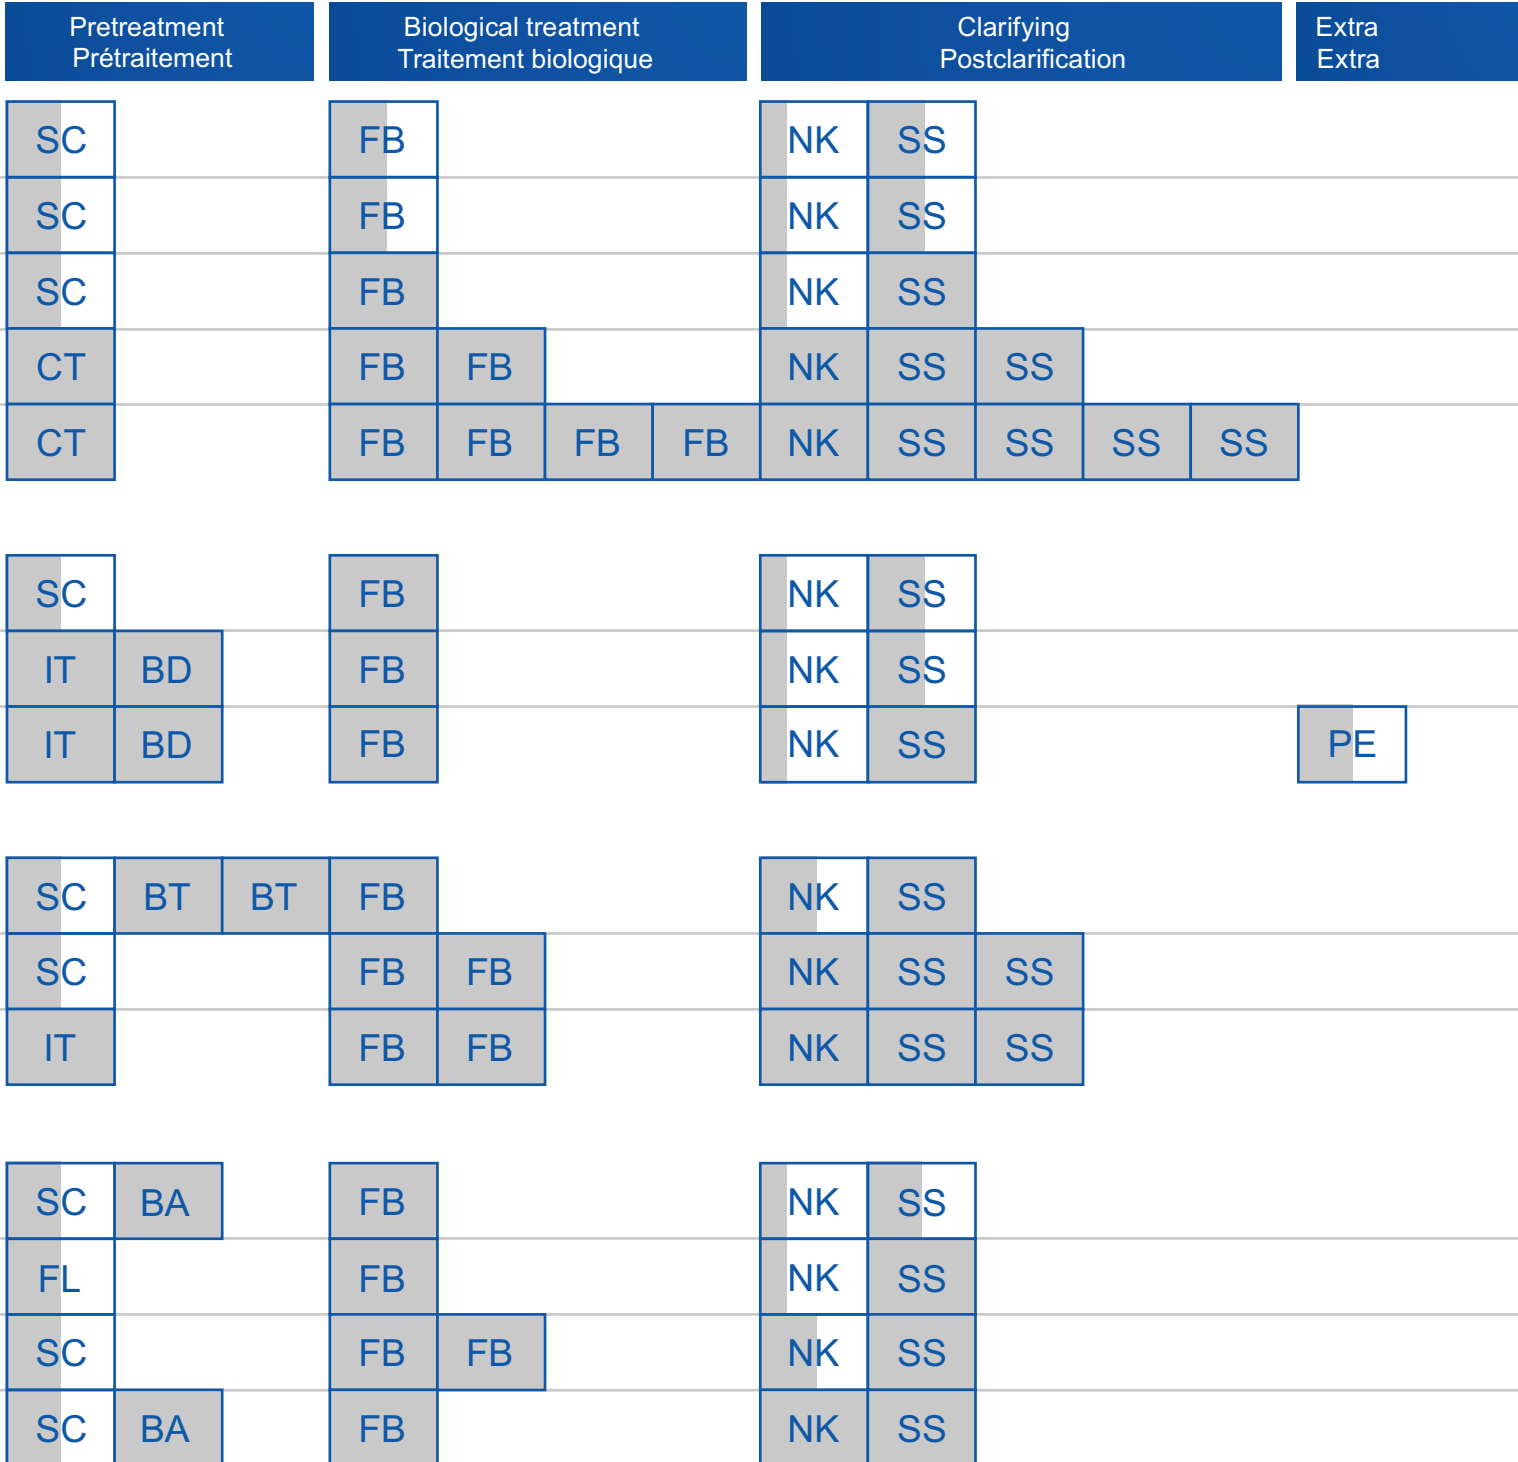 Pretreatment
Prétraitement
Biological treatment
Traitement biologique
Clarifying
Postclarification
Extra
Extra
SC FB NK SS
SC FB NK SS
SC FB NK SS
CT FB FB NK SS SS
CT FB FB FB FB NK SS SS SS SS
SC FB NK SS
IT BD FB NK SS
IT BD FB NK SS PE
SC BT BT FB NK SS
SC FB FB NK SS SS
IT FB FB NK SS SS
SC BA FB NK SS
FL FB NK SS
SC FB FB NK SS
SC BA FB NK SS